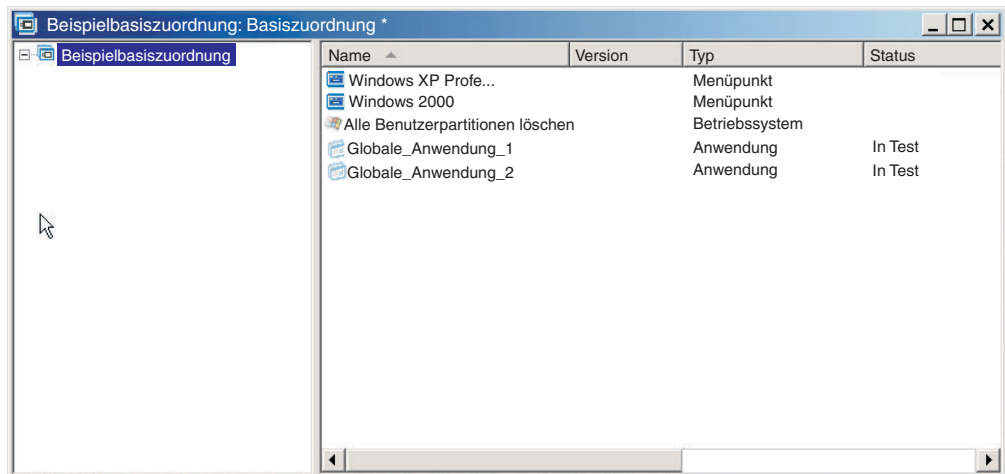 Beispielbasiszuordnung: Basiszuordnung *
Beispielbasiszuordnung
Name Version Typ Status
Windows XP Profe... Menüpunkt
Windows 2000 Menüpunkt
Alle Benutzerpartitionen löschen Betriebssystem
Globale_Anwendung_1 Anwendung In Test
Globale_Anwendung_2 Anwendung In Test